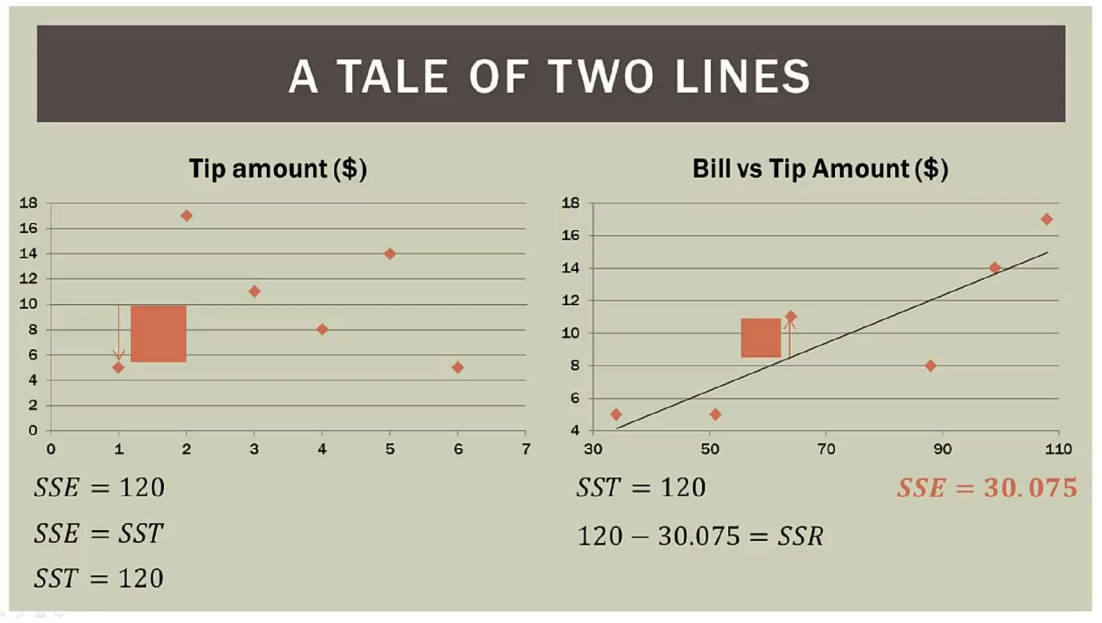 A TALE OF TWO LINES
Tip amount ($)
18
16
14
12
10
8
6
4
2
0
0 1 2 3 4 5 6 7
SSE = 120
SSE = SST
SST = 120
Bill vs Tip Amount ($)
18
16
14
12
10
8
6
4
30 50 70 90 110
SST = 120 SSE = 30.075
120 − 30.075 = SSR